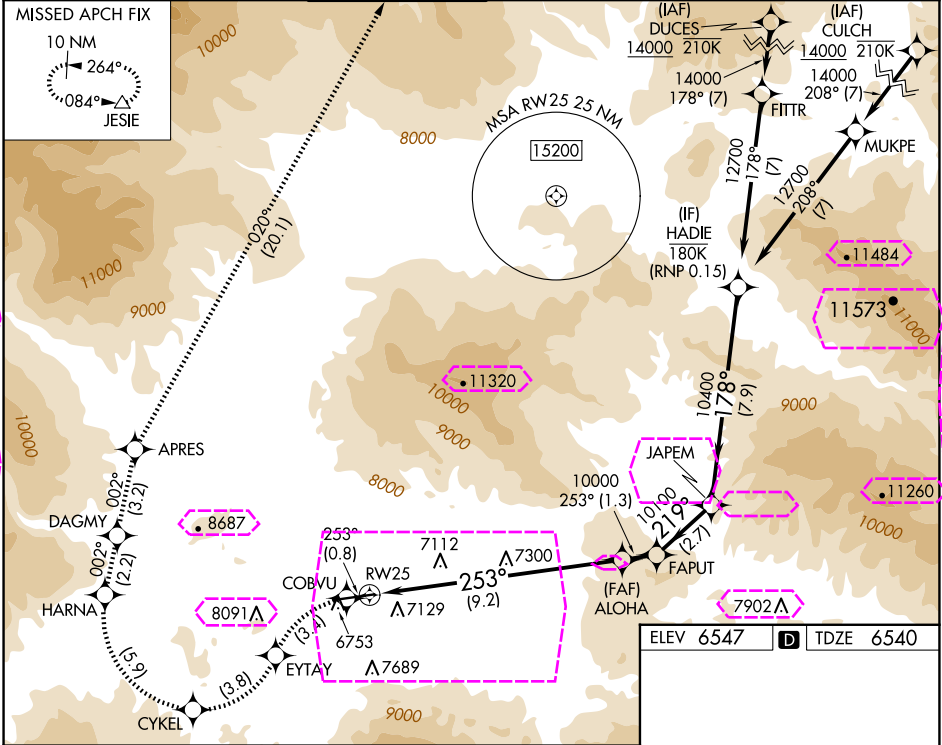 MISSED APCH FIX
10 NM
264°
084°
JESIE
10000
8000
MSA RW25 25 NM
15200
(IAF)
DUCES
14000 210K
14000
178° (7)
FITTR
(IAF)
CULCH
14000 210K
14000
208° (7)
MUKPE
12700
178°
(7)
12700
208°
(7)
(IF)
HADIE
180K
(RNP 0.15)
020°
(20.1)
11000
9000
11484
11573
11000
11320
10000
9000
10400
178°
(7.9)
9000
10000
APRES
8000
JAPEM
11260
10000
10000
253° (1.3)
10100
219°
(2.7)
002°
(3.2)
DAGMY
8687
002°
(2.2)
HARNA
253°
(0.8)
COBVU
RW25
7112
7300
253°
(9.2)
FAPUT
(FAF)
ALOHA
8091
7129
6753
(3.4)
7902
EYTAY
7689
(5.9)
(3.8)
CYKEL
9000
ELEV 6547 D TDZE 6540